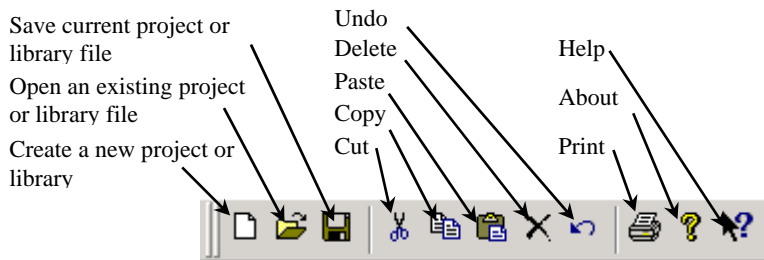 Save current project or
library file
Open an existing project
or library file
Create a new project or
library
Undo
Delete
Paste
Copy
Cut
Help
About
Print